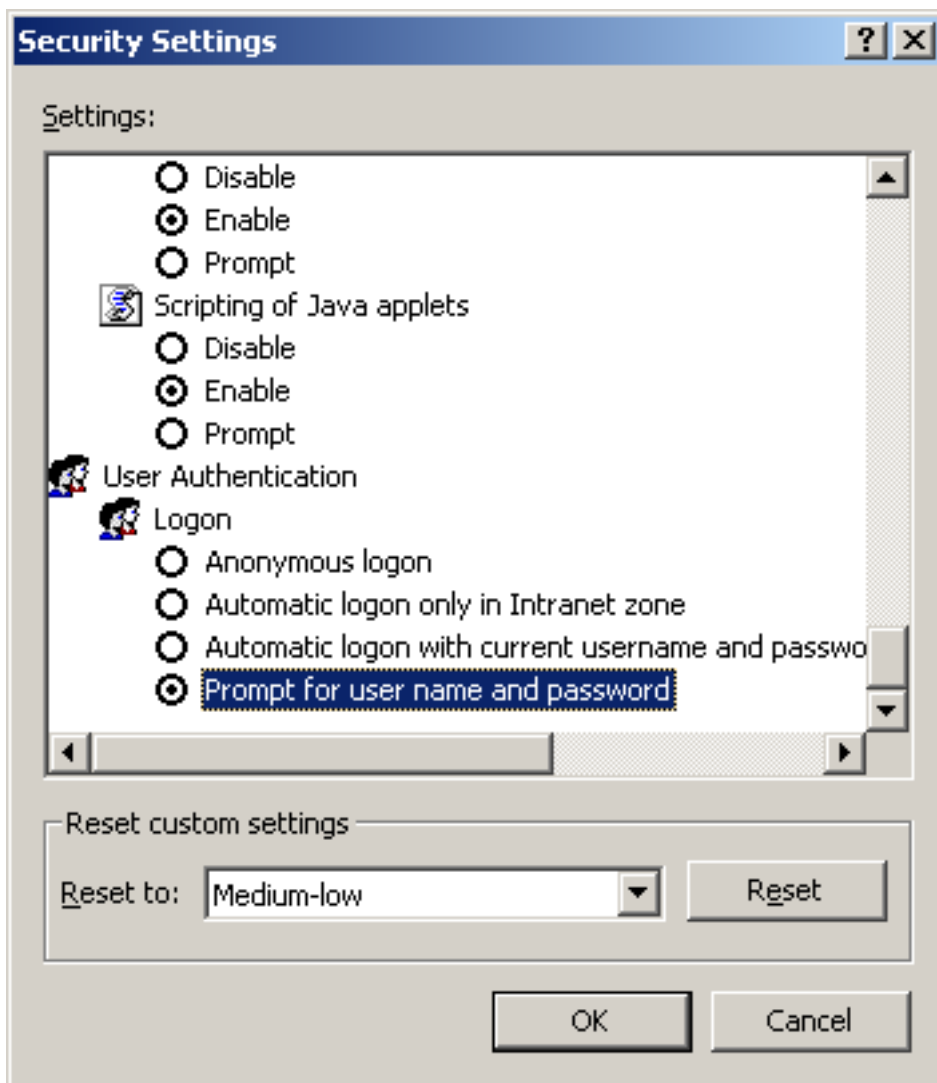 Security Settings
Settings:
Disable
Enable
Prompt
Scripting of Java applets
Disable
Enable
Prompt
User Authentication
Logon
Anonymous logon
Automatic logon only in Intranet zone
Automatic logon with current username and passwo
Prompt for user name and password
Reset custom settings
Reset to: Medium-low Reset
OK Cancel